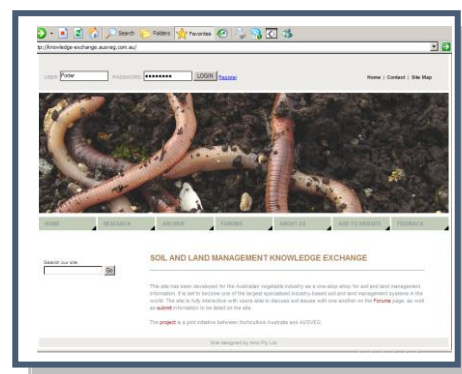 Search Folders Favorites
tp://knowledge-exchange.ausveg.com.au/
USER: Porter PASSWORD: •••••••• LOGIN Register Home | Contact | Site Map
HOME RESEARCH ARCHIVE FORUMS ABOUT US ADD TO WEBSITE FEEDBACK
Search our site
Go
SOIL AND LAND MANAGEMENT KNOWLEDGE EXCHANGE
This site has been developed for the Australian vegetable industry as a one-stop-shop for soil and land management
information. It is set to become one of the largest specialised industry-based soil and land management systems in the
world. The site is fully interactive with users able to discuss soil issues with one another on the Forums page, as well
as submit information to be listed on the site.
The project is a joint initiative between Horticulture Australia and AUSVEG.
Site designed by Pty Ltd